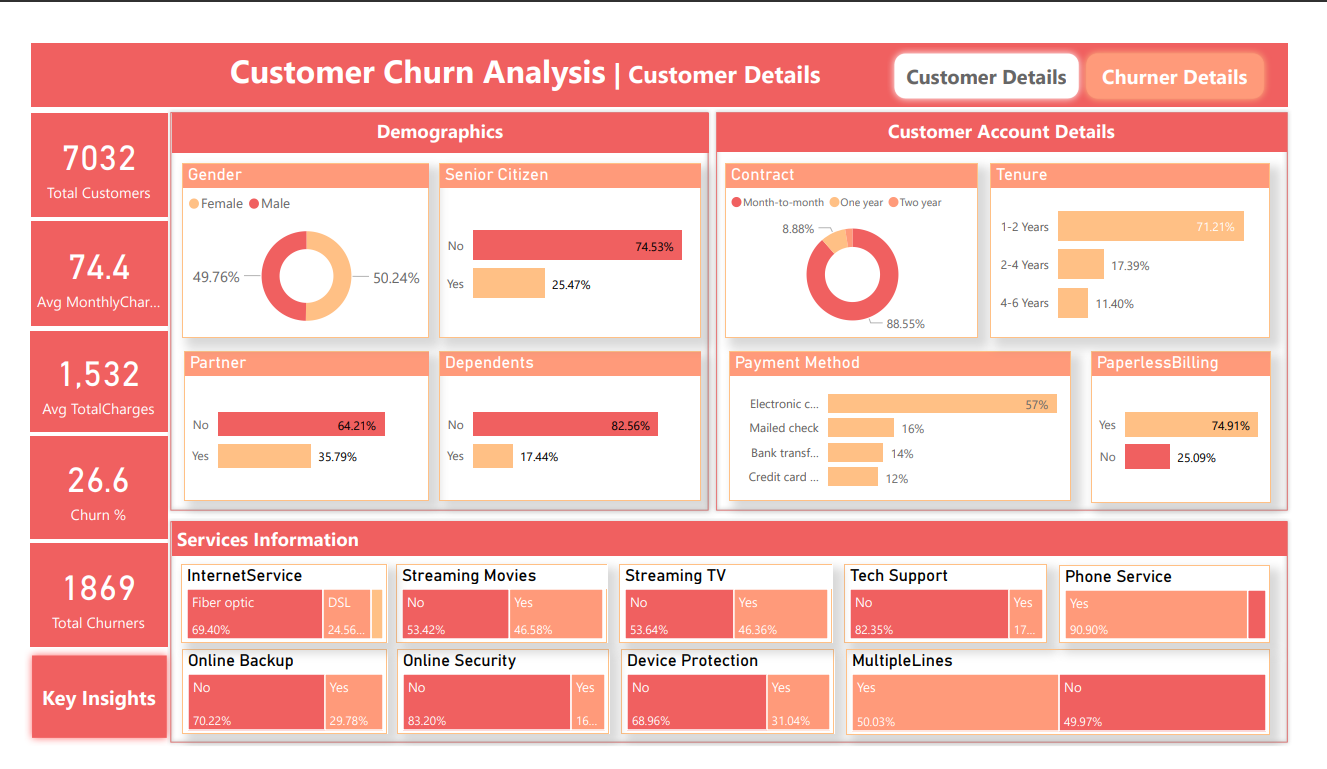 Customer Churn Analysis | Customer Details
Customer Details
Churner Details
7032
Total Customers
74.4
Avg MonthlyChar...
1,532
Avg TotalCharges
26.6
Churn %
1869
Total Churners
Key Insights
Demographics
Gender
Female Male
49.76%
50.24%
Senior Citizen
No 74.53%
Yes 25.47%
Partner
No 64.21%
Yes 35.79%
Dependents
No 82.56%
Yes 17.44%
Customer Account Details
Contract
Month-to-month One year Two year
8.88%
88.55%
Tenure
1-2 Years 71.21%
2-4 Years 17.39%
4-6 Years 11.40%
Payment Method
Electronic c... 57%
Mailed check 16%
Bank transf... 14%
Credit card ... 12%
PaperlessBilling
Yes 74.91%
No 25.09%
Services Information
InternetService
Fiber optic DSL
69.40% 24.56...
Streaming Movies
No Yes
53.42% 46.58%
Streaming TV
No Yes
53.64% 46.36%
Tech Support
No Yes
82.35% 17...
Phone Service
Yes
90.90%
Online Backup
No Yes
70.22% 29.78%
Online Security
No Yes
83.20% 16...
Device Protection
No Yes
68.96% 31.04%
MultipleLines
Yes No
50.03% 49.97%